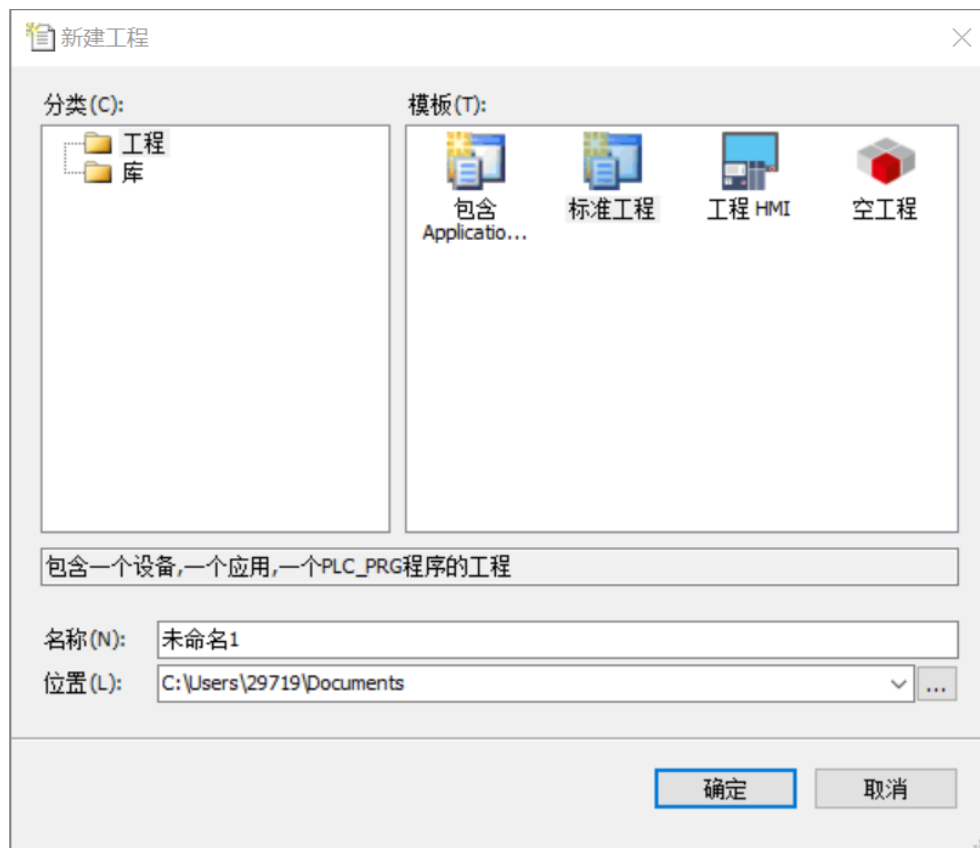 新建工程
分类(C):
模板(T):
工程
库
包含
Applicatio...
标准工程
工程 HMI
空工程
包含一个设备,一个应用,一个PLC_PRG程序的工程
名称(N):
未命名1
位置(L):
C:\Users\29719\Documents
...
确定
取消